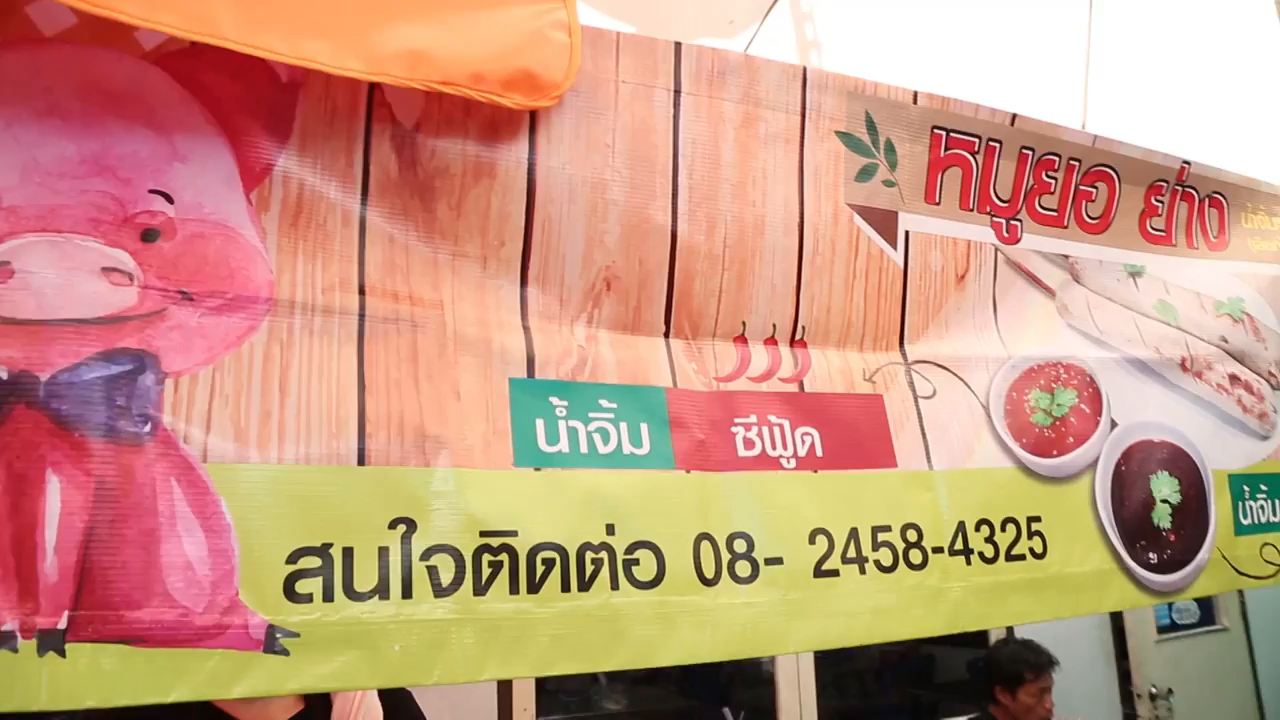 หมูยอ ย่าง
น้ำจิ้ม ซีฟู้ด
น้ำจิ้ม
สนใจติดต่อ 08- 2458-4325